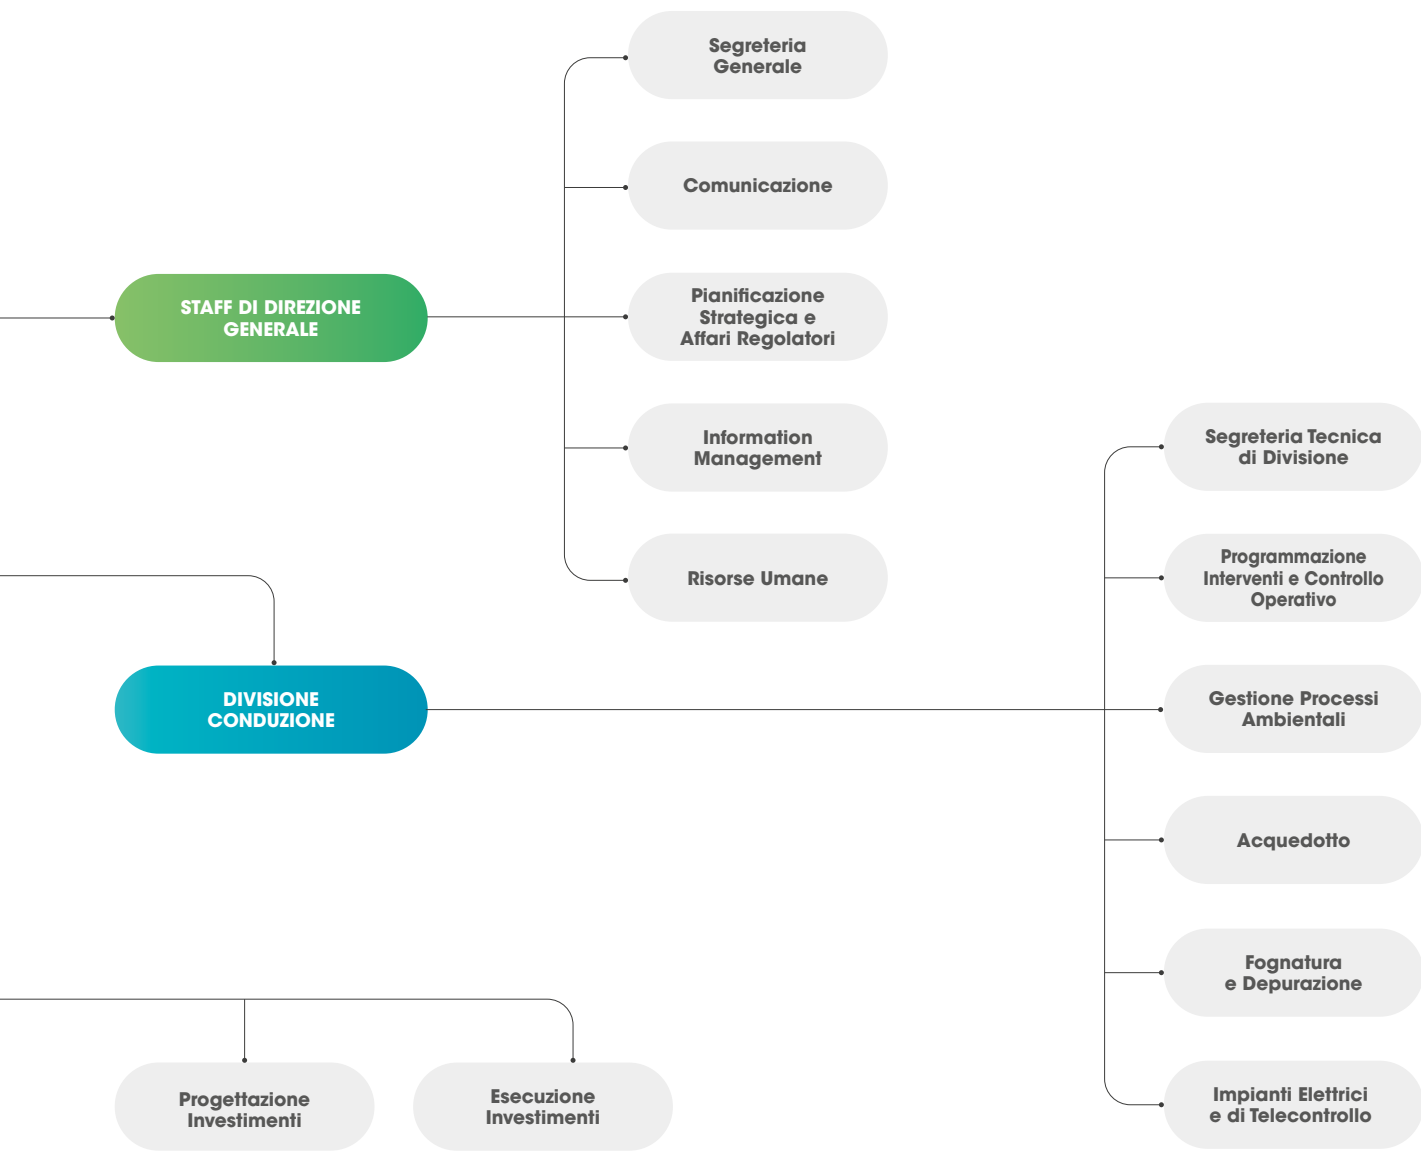 Segreteria
Generale
Comunicazione
STAFF DI DIREZIONE
GENERALE
Pianificazione
Strategica e
Affari Regolatori
Information
Management
Risorse Umane
DIVISIONE
CONDUZIONE
Segreteria Tecnica
di Divisione
Programmazione
Interventi e Controllo
Operativo
Gestione Processi
Ambientali
Acquedotto
Fognatura
e Depurazione
Impianti Elettrici
e di Telecontrollo
Progettazione
Investimenti
Esecuzione
Investimenti